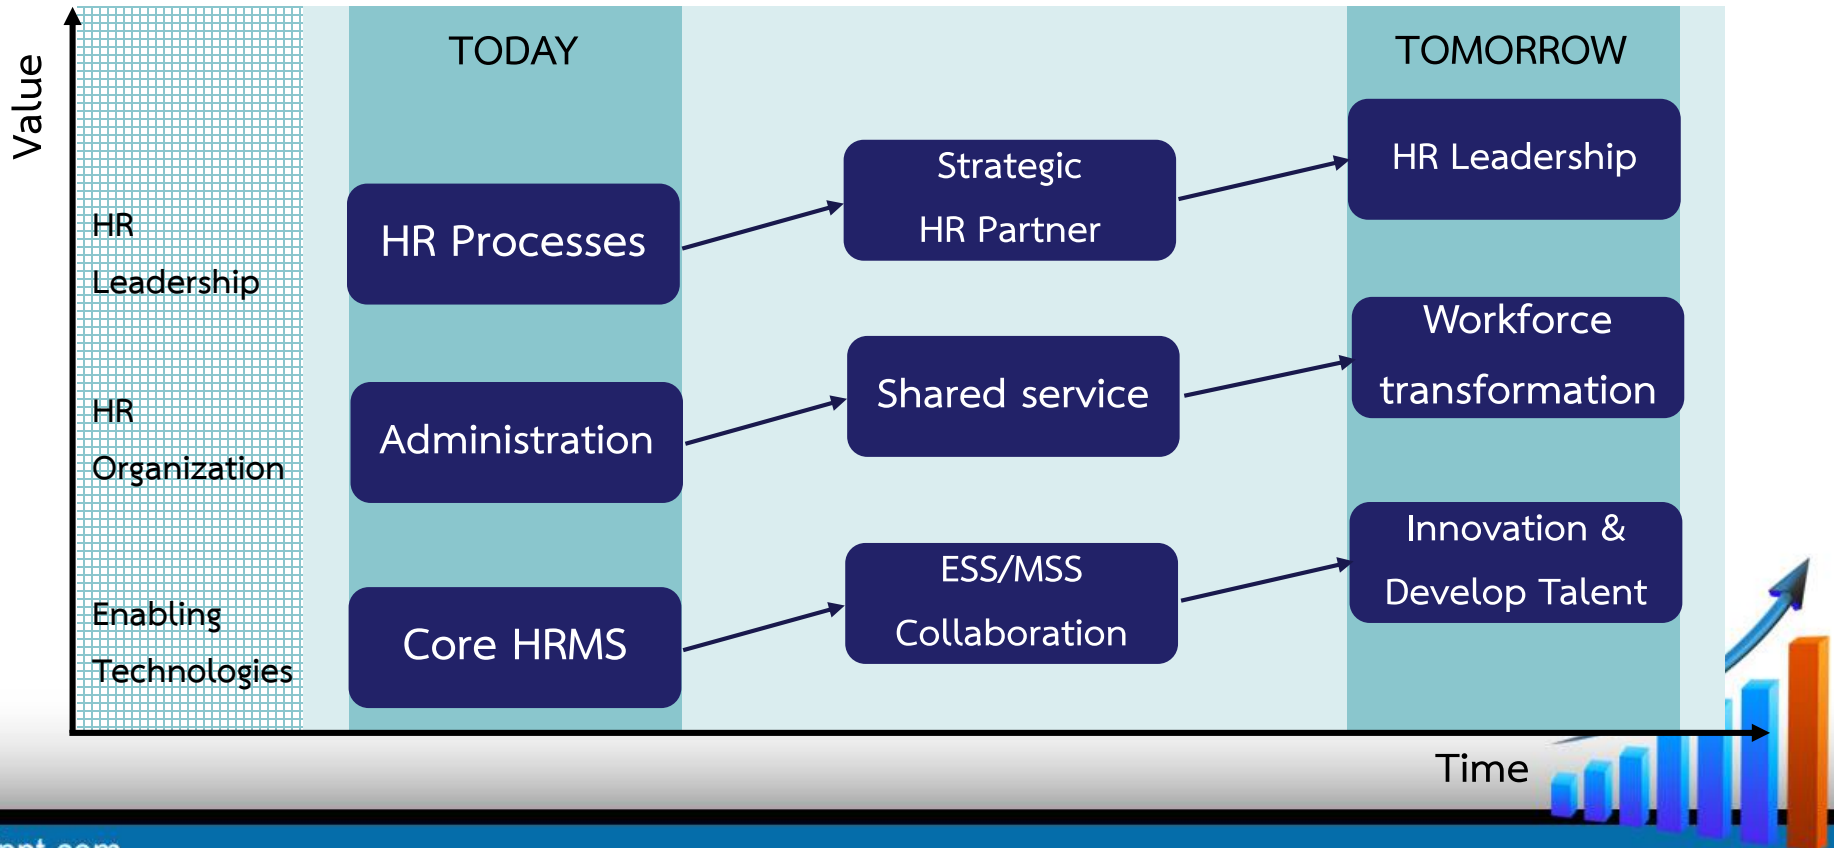 Value
TODAY
TOMORROW
HR
Leadership
HR Processes
Strategic
HR Partner
HR Leadership
HR
Organization
Administration
Shared service
Workforce
transformation
Enabling
Technologies
Core HRMS
ESS/MSS
Collaboration
Innovation &
Develop Talent
Time